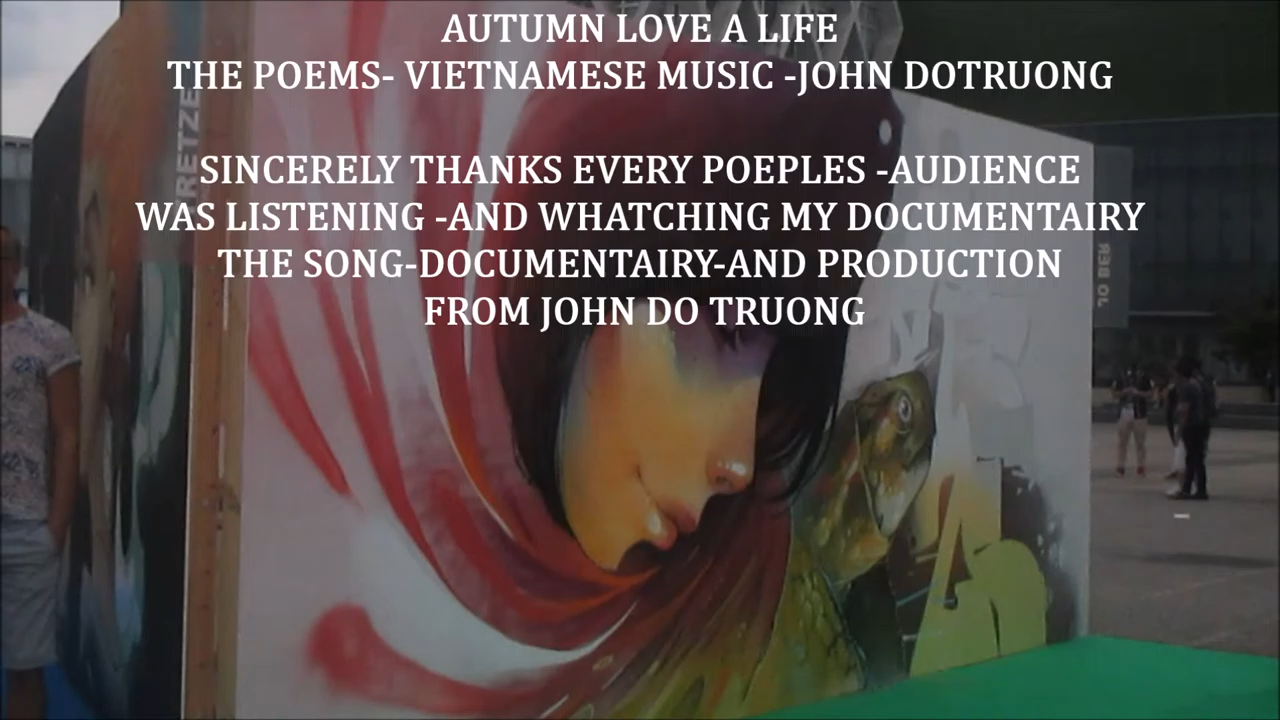 AUTUMN LOVE A LIFE
THE POEMS- VIETNAMESE MUSIC -JOHN DOTRUONG
SINCERELY THANKS EVERY POEPLES -AUDIENCE
WAS LISTENING -AND WHATCHING MY DOCUMENTAIRY
THE SONG-DOCUMENTAIRY-AND PRODUCTION
FROM JOHN DO TRUONG